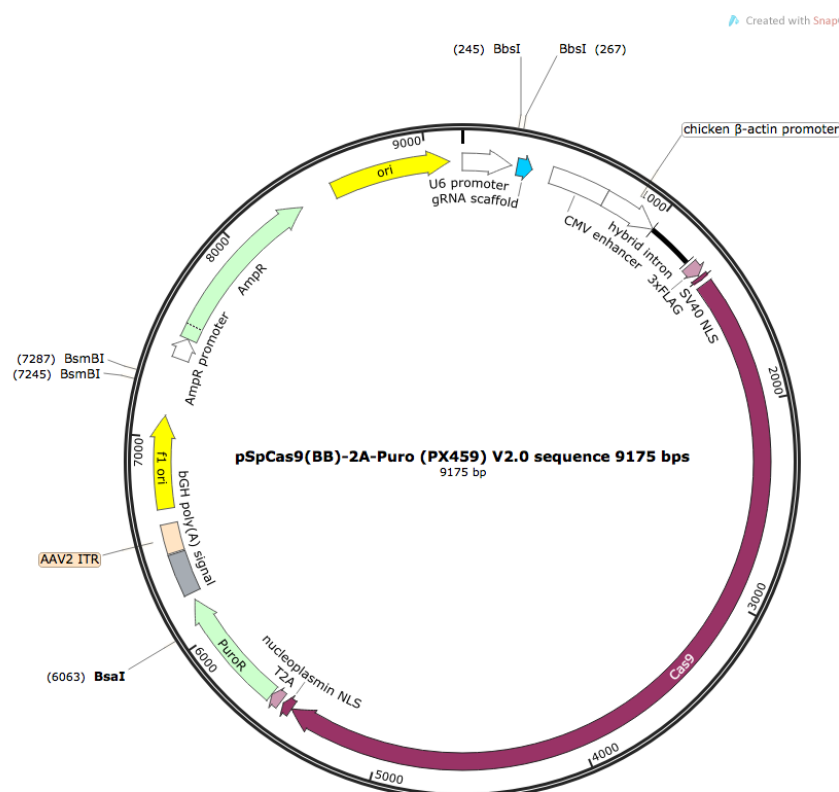 Created with Snap
(245) BbsI
BbsI (267)
chicken β-actin promoter
9000
ori
U6 promoter
gRNA scaffold
1000
CMV enhancer
hybrid intron
3xFLAG
SV40 NLS
8000
AmpR
AmpR promoter
2000
(7287) BsmBI
(7245) BsmBI
7000
f1 ori
pSpCas9(BB)-2A-Puro (PX459) V2.0 sequence 9175 bps
9175 bp
bGH poly(A) signal
AAV2 ITR
3000
PuroR
nucleoplasmin NLS
T2A
6000
(6063) BsaI
Cas9
4000
5000